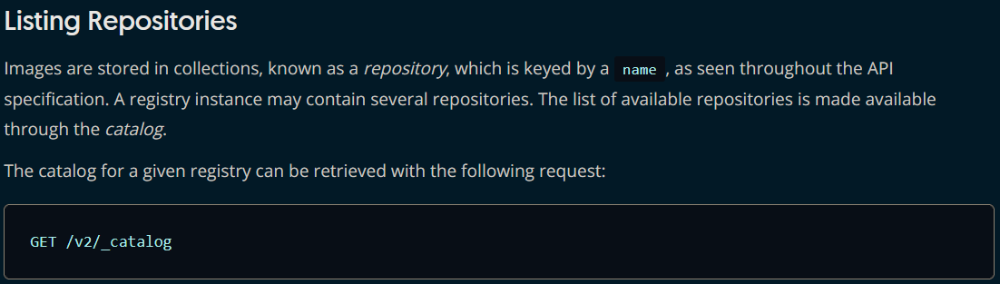 Listing Repositories
Images are stored in collections, known as a repository, which is keyed by a name, as seen throughout the API
specification. A registry instance may contain several repositories. The list of available repositories is made available
through the catalog.
The catalog for a given registry can be retrieved with the following request:
GET /v2/_catalog